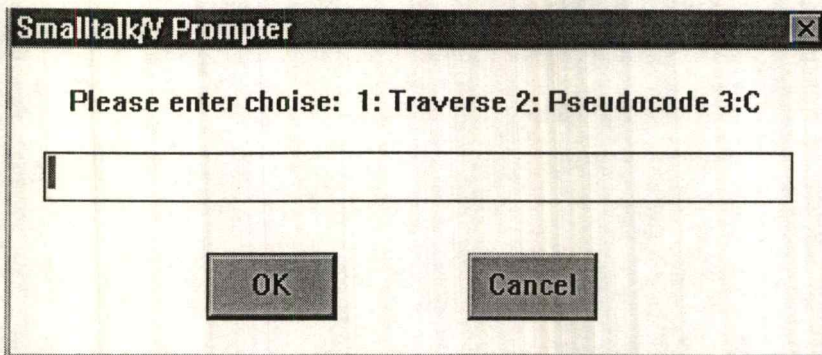 Smalltalk/V Prompter
Please enter choise: 1: Traverse 2: Pseudocode 3:C
OK
Cancel